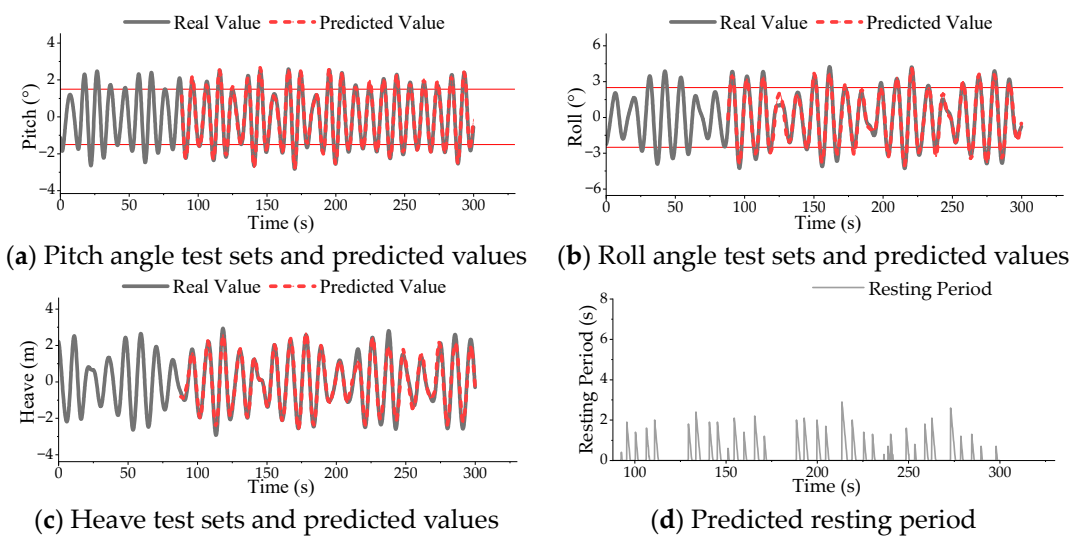 Real Value Predicted Value
4
2
0
−2
−4
Pitch (°)
0 50 100 150 200 250 300
Time (s)
(a) Pitch angle test sets and predicted values
Real Value Predicted Value
6
3
0
−3
−6
Roll (°)
0 50 100 150 200 250 300
Time (s)
(b) Roll angle test sets and predicted values
Real Value Predicted Value
4
2
0
−2
−4
Heave (m)
0 50 100 150 200 250 300
Time (s)
(c) Heave test sets and predicted values
Resting Period
8
6
4
2
0
Resting Period (s)
100 150 200 250 300
Time (s)
(d) Predicted resting period